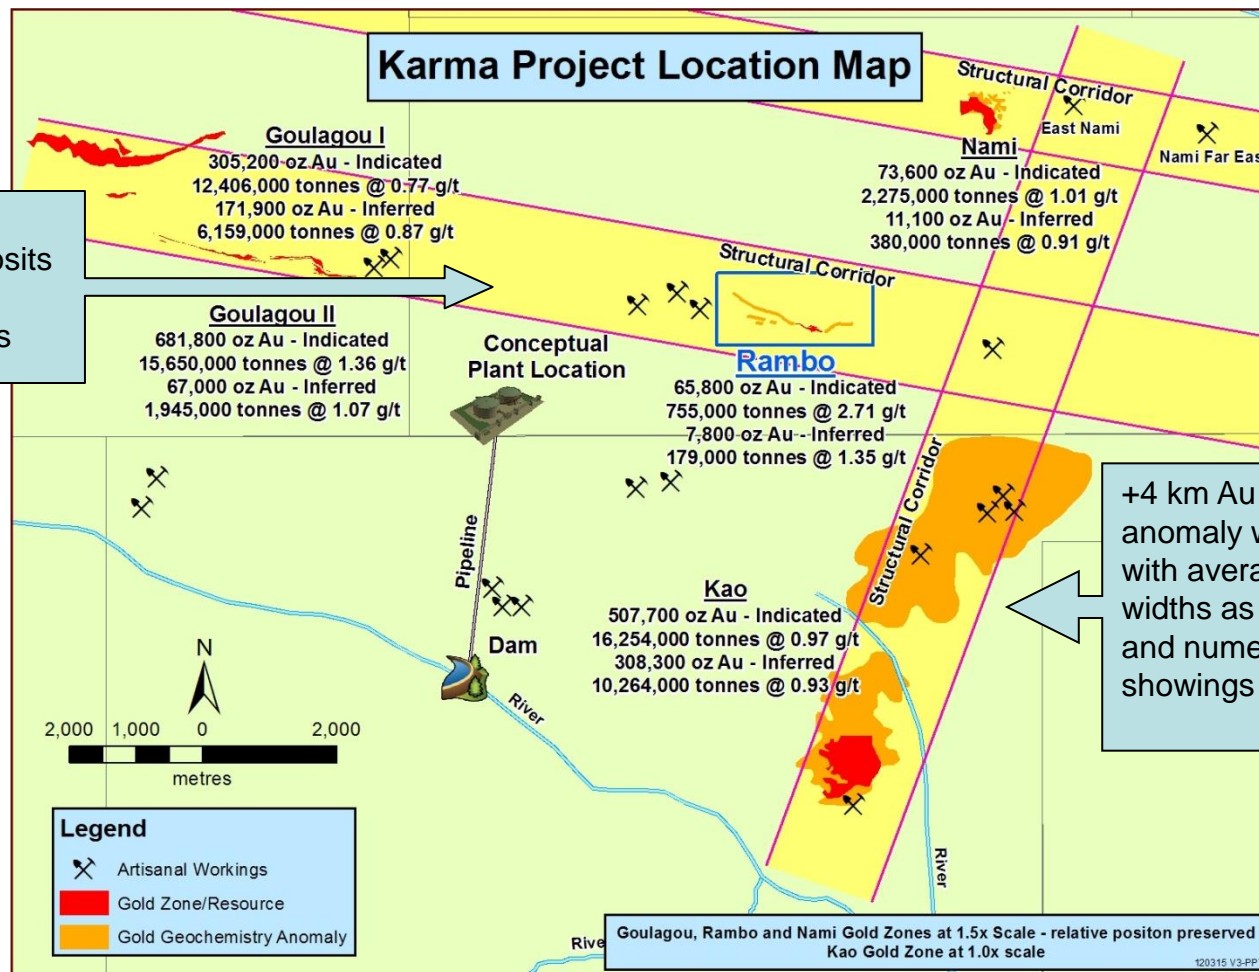 Karma Project Location Map
Structural Corridor
East Nami
Nami Far East
Nami
73,600 oz Au - Indicated
2,275,000 tonnes @ 1.01 g/t
11,100 oz Au - Inferred
380,000 tonnes @ 0.91 g/t
Goulagou I
305,200 oz Au - Indicated
12,406,000 tonnes @ 0.77 g/t
171,900 oz Au - Inferred
6,159,000 tonnes @ 0.87 g/t
Structural Corridor
Goulagou II
681,800 oz Au - Indicated
15,650,000 tonnes @ 1.36 g/t
67,000 oz Au - Inferred
1,945,000 tonnes @ 1.07 g/t
Conceptual
Plant Location
Rambo
65,800 oz Au - Indicated
755,000 tonnes @ 2.71 g/t
7,800 oz Au - Inferred
179,000 tonnes @ 1.35 g/t
Structural Corridor
+4 km Au
anomaly
with
widths as
and
showings
Pipeline
Dam
River
Kao
507,700 oz Au - Indicated
16,254,000 tonnes @ 0.97 g/t
308,300 oz Au - Inferred
10,264,000 tonnes @ 0.93 g/t
River
N
2,000 1,000 0 2,000
metres
Legend
Artisanal Workings
Gold Zone/Resource
Gold Geochemistry Anomaly
Goulagou, Rambo and Nami Gold Zones at 1.5x Scale - relative positon preserved
Kao Gold Zone at 1.0x scale